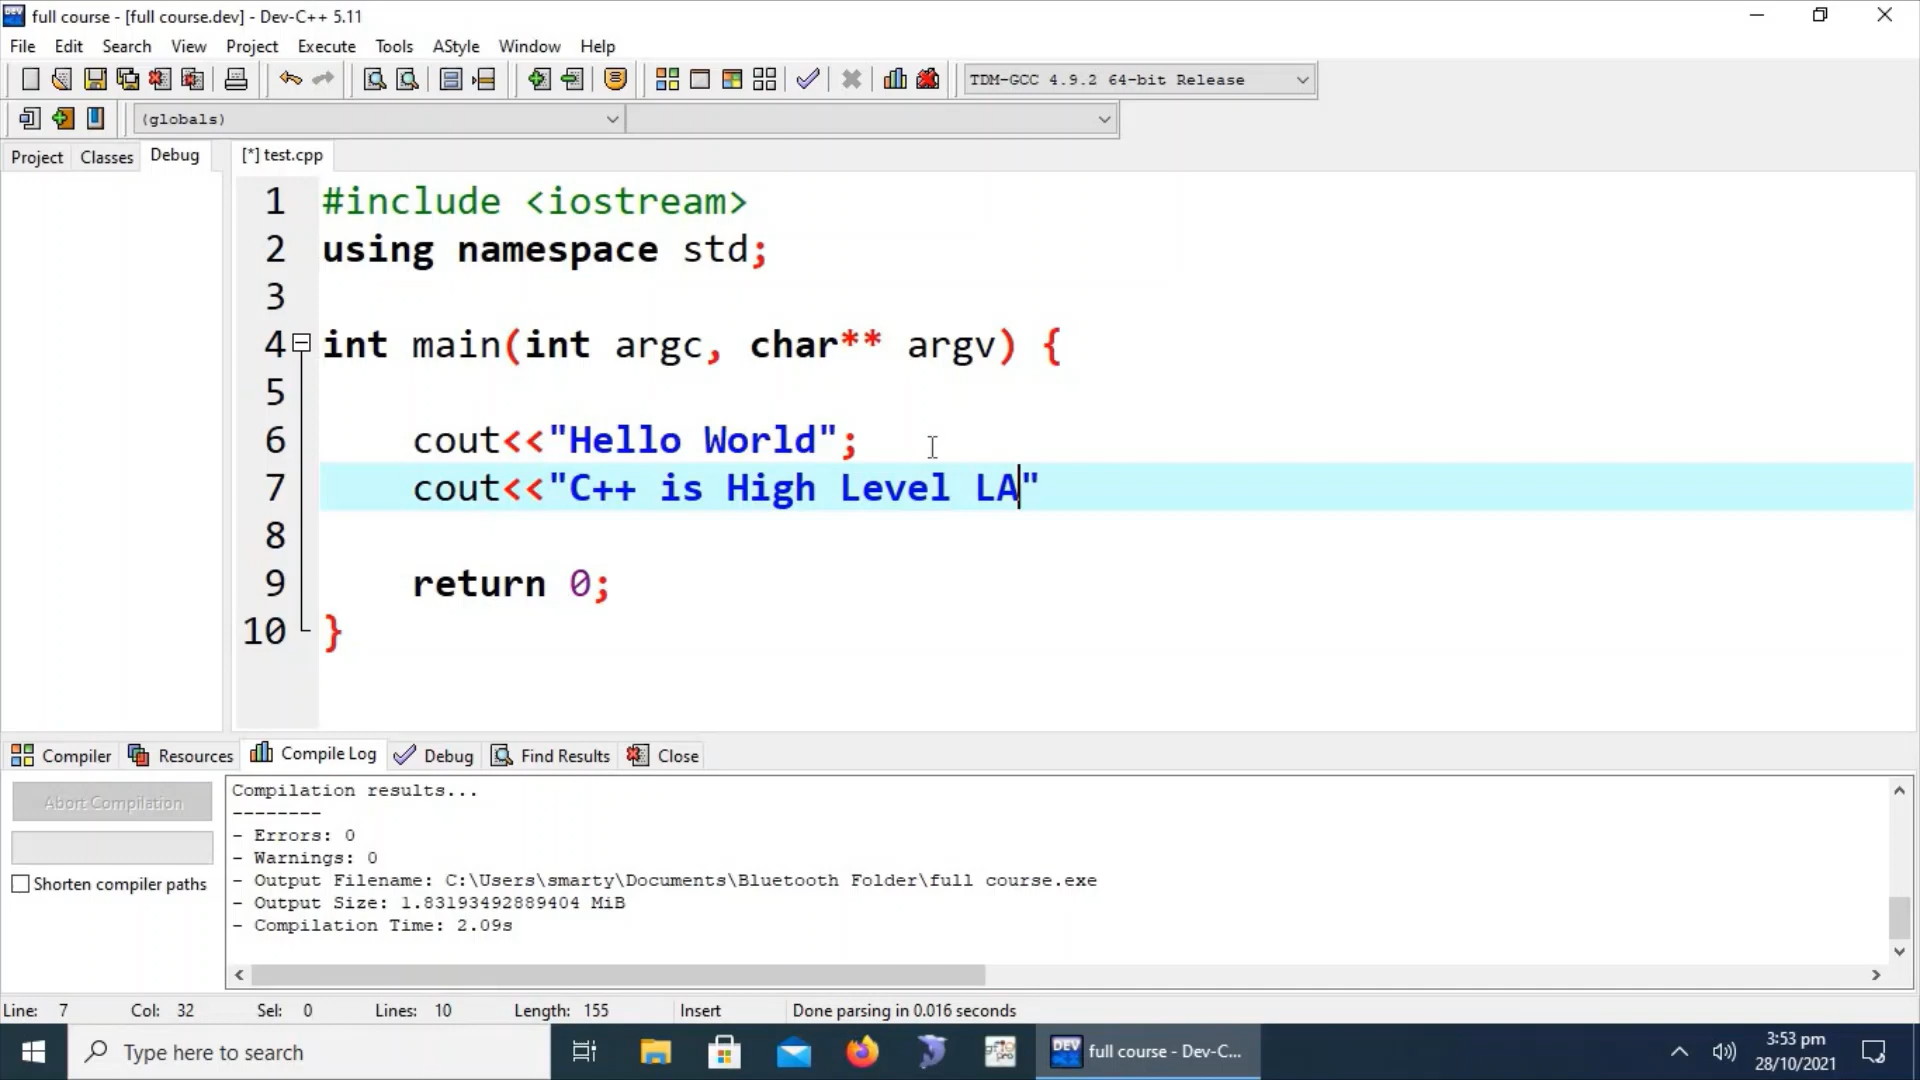 full course - [full course.dev] - Dev-C++ 5.11
File Edit Search View Project Execute Tools AStyle Window Help
TDM-GCC 4.9.2 64-bit Release
(globals)
Project Classes Debug [*] test.cpp
1 #include <iostream>
2 using namespace std;
3
4 int main(int argc, char** argv) {
5
6 cout<<"Hello World";
7 cout<<"C++ is High Level LA"
8
9 return 0;
10 }
Compiler Resources Compile Log Debug Find Results Close
Abort Compilation
Shorten compiler paths
Compilation results...
--------
- Errors: 0
- Warnings: 0
- Output Filename: C:\Users\smarty\Documents\Bluetooth Folder\full course.exe
- Output Size: 1.83193492889404 MiB
- Compilation Time: 2.09s
Line: 7 Col: 32 Sel: 0 Lines: 10 Length: 155 Insert Done parsing in 0.016 seconds
Type here to search
DEV
full course - Dev-C...
3:53 pm
28/10/2021